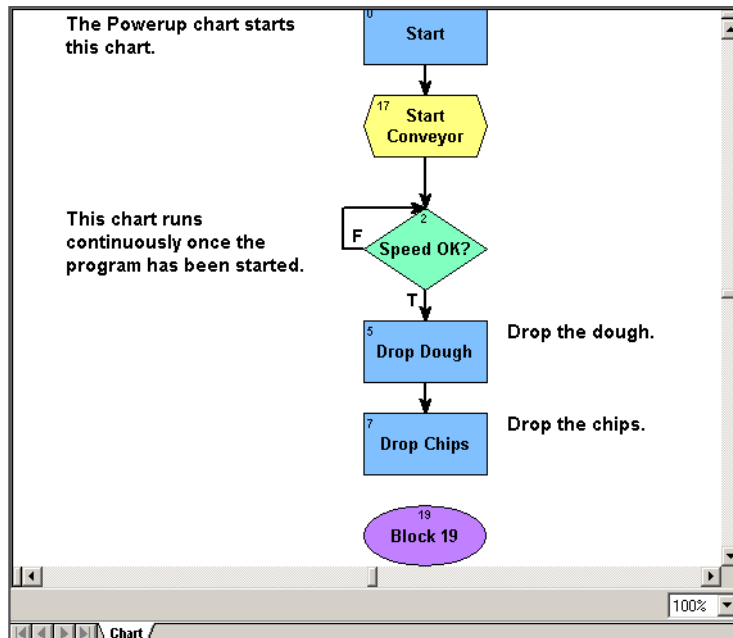 The Powerup chart starts
this chart.
0
Start
17
Start
Conveyor
This chart runs
continuously once the
program has been started.
F
2
Speed OK?
T
5
Drop Dough
Drop the dough.
7
Drop Chips
Drop the chips.
19
Block 19
100%
Chart